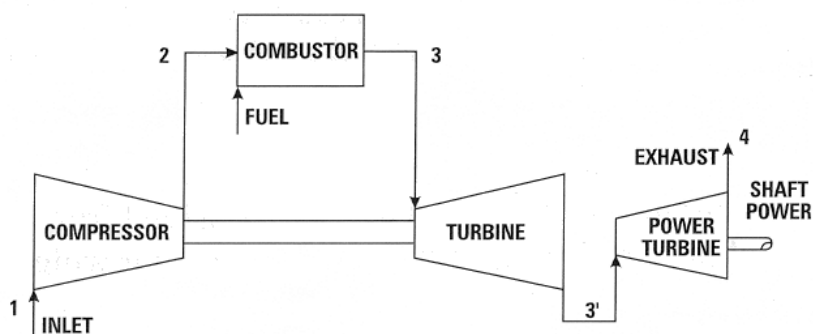 2
COMBUSTOR
3
FUEL
4
EXHAUST
SHAFT
POWER
COMPRESSOR
TURBINE
POWER
TURBINE
1
INLET
3'